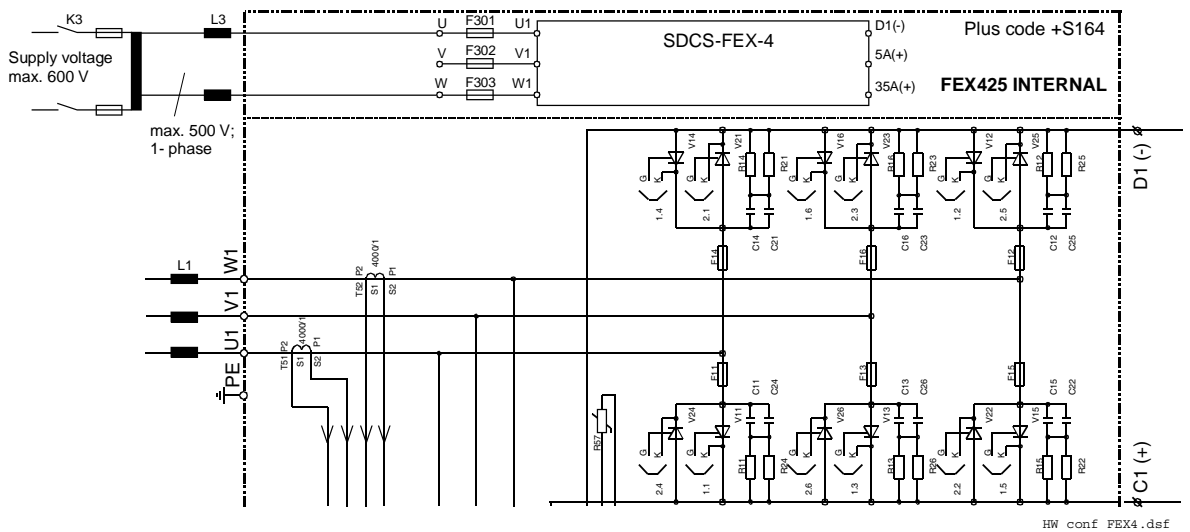 K3
L3
Supply voltage
max. 600 V
max. 500 V;
1- phase
U
F301
U1
V
F302
V1
W
F303
W1
SDCS-FEX-4
D1(-)
5A(+)
35A(+)
Plus code +S164
FEX425 INTERNAL
D1 (-)
V14
V21
R14
R21
G
K
G
K
1.4
2.1
C14
C21
V16
V23
R16
R23
G
K
G
K
1.6
2.3
C16
C23
V12
V25
R12
R25
G
K
G
K
1.2
2.5
C12
C25
F14
F16
F12
L1
W1
V1
U1
PE
T52
P2
4000/1
S1
P1
S2
T51
P2
4000/1
S1
P1
S2
F11
F13
F15
R57
V24
V11
C11
C24
G
K
G
K
2.4
1.1
R11
R24
V26
V13
C13
C26
G
K
G
K
2.6
1.3
R13
R26
V22
V15
C15
C22
G
K
G
K
2.2
1.5
R15
R22
C1 (+)
HW conf FEX4.dsf